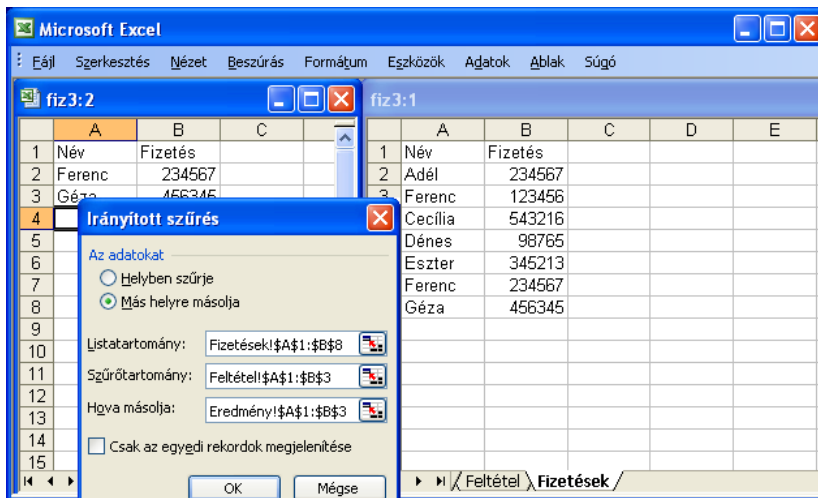 Microsoft Excel
Fájl Szerkesztés Nézet Beszúrás Formátum Eszközök Adatok Ablak Súgó
fiz3:2
A B C
1 Név Fizetés
2 Ferenc 234567
3 Géza 456345
4
5
6
7
8
9
10
11
12
13
14
15
Irányított szűrés
Az adatokat
Helyben szűrje
Más helyre másolja
Listatartomány: Fizetések!$A$1:$B$8
Szűrőtartomány: Feltétel!$A$1:$B$3
Hova másolja: Eredmény!$A$1:$B$3
Csak az egyedi rekordok megjelenítése
OK Mégse
fiz3:1
A B C D E
1 Név Fizetés
2 Adél 234567
3 Ferenc 123456
Cecília 543216
Dénes 98765
Eszter 345213
Ferenc 234567
Géza 456345
Feltétel Fizetések